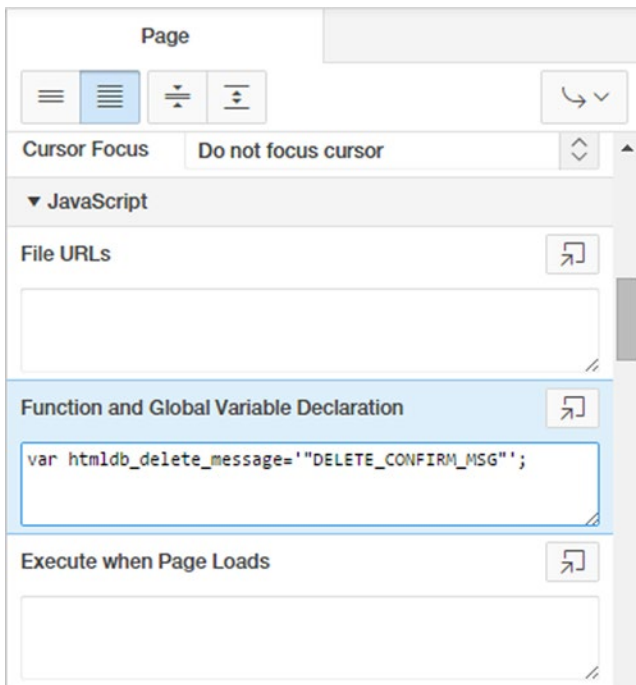 Page
Cursor Focus Do not focus cursor
JavaScript
File URLs
Function and Global Variable Declaration
var htmldb_delete_message='"DELETE_CONFIRM_MSG"';
Execute when Page Loads